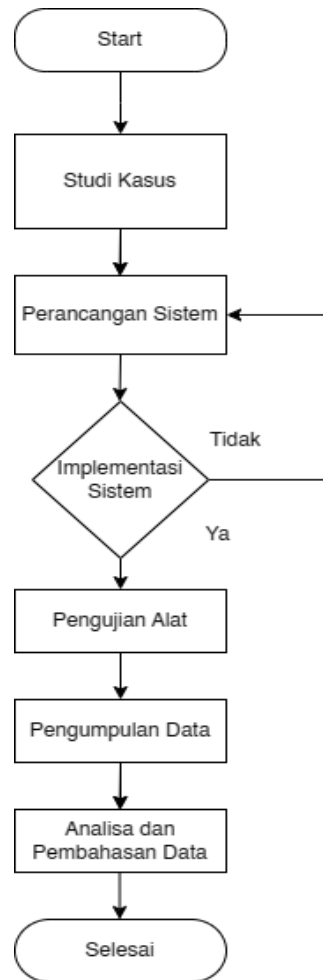 Start
Studi Kasus
Perancangan Sistem
Implementasi
Sistem
Tidak
Ya
Pengujian Alat
Pengumpulan Data
Analisa dan
Pembahasan Data
Selesai